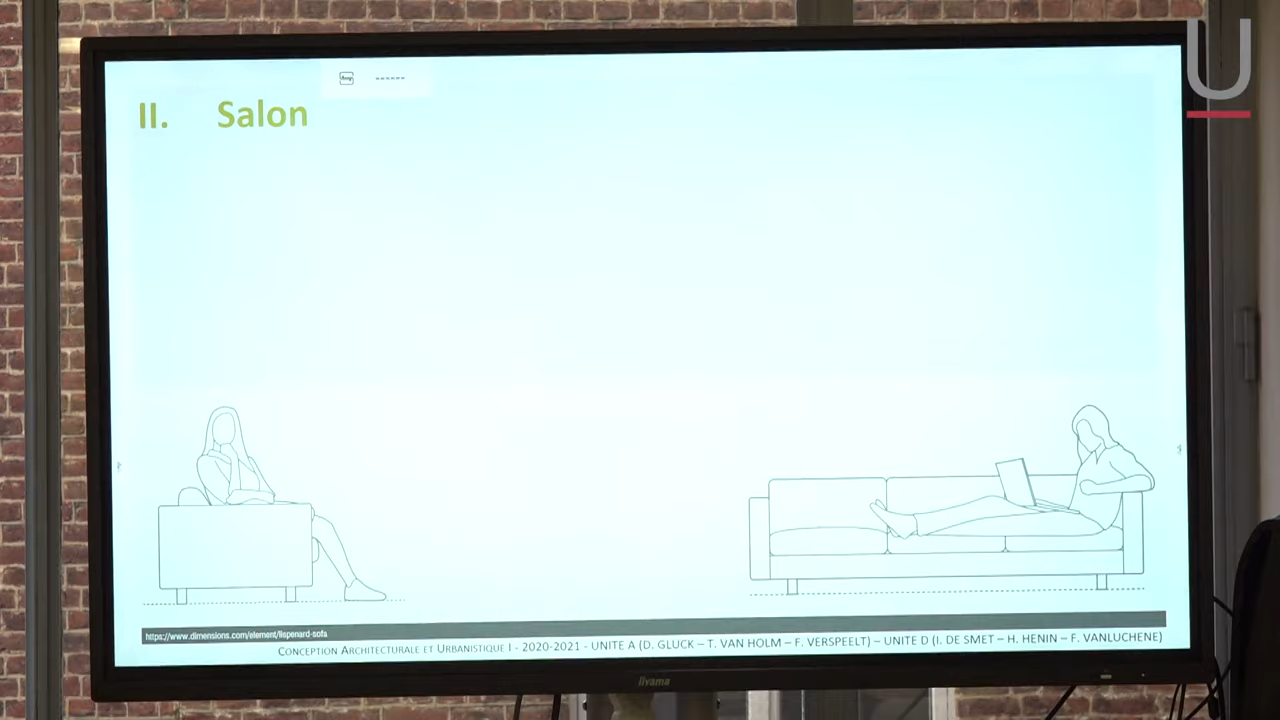 U
II. Salon
https://www.dimensions.com/element/lispenard-sofa
CONCEPTION ARCHITECTURALE ET URBANISTIQUE I - 2020-2021 - UNITE A (D. GLUCK – T. VAN HOLM – F. VERSPEELT) – UNITE D (I. DE SMET – H. HENIN – F. VANLUCHENE)
iiyama